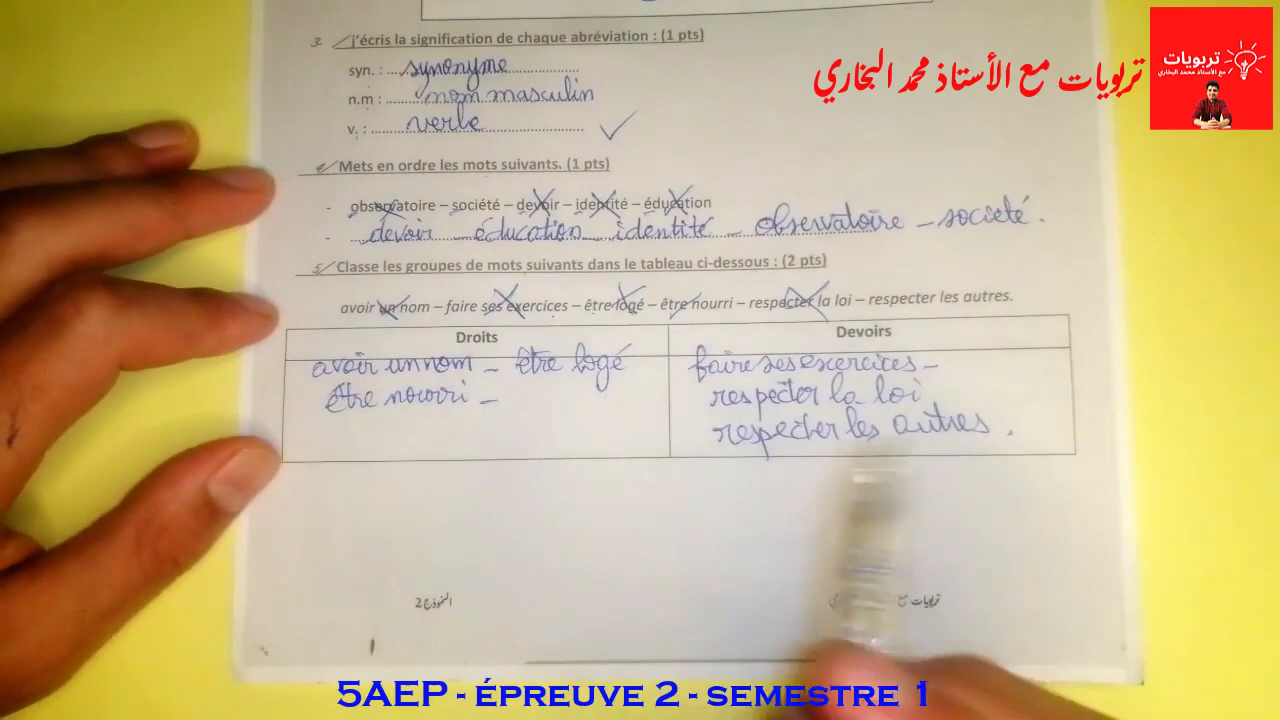 3 / j'écris la signification de chaque abréviation : (1 pts)
syn. : synonyme
n.m : nom masculin
v. : verbe
4/ Mets en ordre les mots suivants. (1 pts)
- observatoire – société – devoir – identité – éducation
- devoir – éducation – identité – observatoire – societé.
5/ Classe les groupes de mots suivants dans le tableau ci-dessous : (2 pts)
avoir un nom – faire ses exercices – être logé – être nourri – respecter la loi – respecter les autres.
Droits
Devoirs
avoir un nom – être logé
être nourri –
faire ses exercices –
respecter la loi
respecter les autres.
النموذج 2
تربويات مع
تربويات مع الأستاذ محمد البخاري
تربويات
مع الأستاذ محمد البخاري
5AEP - épreuve 2 - semestre 1